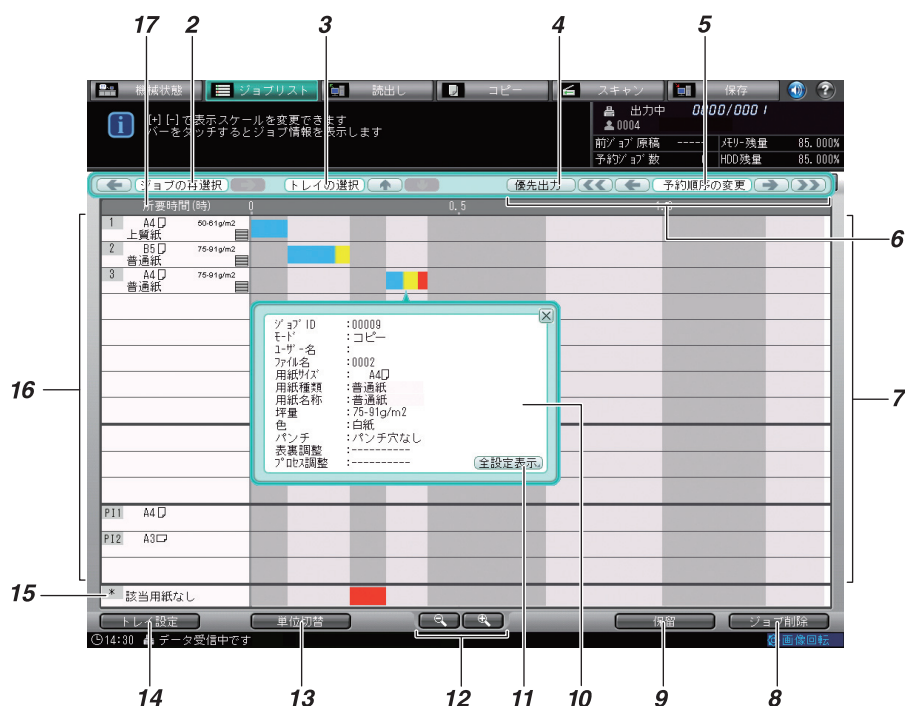 17 2 3 4 5
機械状態 ジョブリスト 読出し コピー スキャン 保存
[+] [-]で表示スケールを変更できます
バーをタッチするとジョブ情報を表示します
出力中 0000/0001
0004
前ジョブ原稿 ----- メモリー残量 85.000%
予約ジョブ数 HDD残量 85.000%
ジョブの再選択 トレイの選択 優先出力 予約順序の変更
所要時間(時) 0 0.5
1 A4 60-61g/m2
上質紙
2 B5 75-91g/m2
普通紙
3 A4 75-91g/m2
普通紙
6
16
7
ジョブID :00009
モード :コピー
ユーザー名 :
ファイル名 :0002
用紙サイズ : A4
用紙種類 :普通紙
用紙名称 :普通紙
坪量 :75-91g/m2
色 :白紙
パンチ :パンチ穴なし
表裏調整 :----------
プロセス調整 :----------
全設定表示
PI1 A4
PI2 A3
15
* 該当用紙なし
トレイ設定 単位切替 保留 ジョブ削除
14:30 データ受信中です 画像回転
14 13 12 11 10 9 8